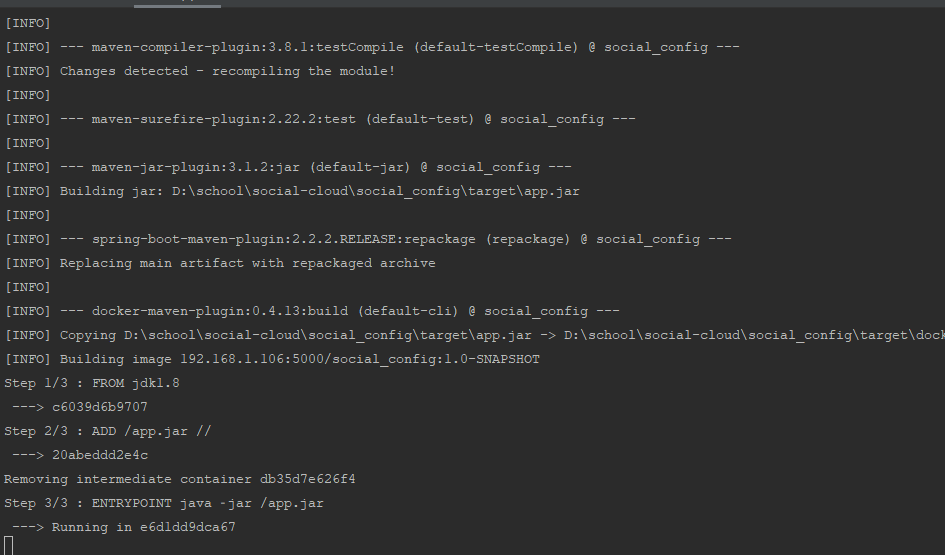 [INFO]
[INFO] --- maven-compiler-plugin:3.8.1:testCompile (default-testCompile) @ social_config ---
[INFO] Changes detected - recompiling the module!
[INFO]
[INFO] --- maven-surefire-plugin:2.22.2:test (default-test) @ social_config ---
[INFO]
[INFO] --- maven-jar-plugin:3.1.2:jar (default-jar) @ social_config ---
[INFO] Building jar: D:\school\social-cloud\social_config\target\app.jar
[INFO]
[INFO] --- spring-boot-maven-plugin:2.2.2.RELEASE:repackage (repackage) @ social_config ---
[INFO] Replacing main artifact with repackaged archive
[INFO]
[INFO] --- docker-maven-plugin:0.4.13:build (default-cli) @ social_config ---
[INFO] Copying D:\school\social-cloud\social_config\target\app.jar -> D:\school\social-cloud\social_config\target\dock
[INFO] Building image 192.168.1.106:5000/social_config:1.0-SNAPSHOT
Step 1/3 : FROM jdk1.8
---> c6039d6b9707
Step 2/3 : ADD /app.jar //
---> 20abeddd2e4c
Removing intermediate container db35d7e626f4
Step 3/3 : ENTRYPOINT java -jar /app.jar
---> Running in e6d1dd9dca67